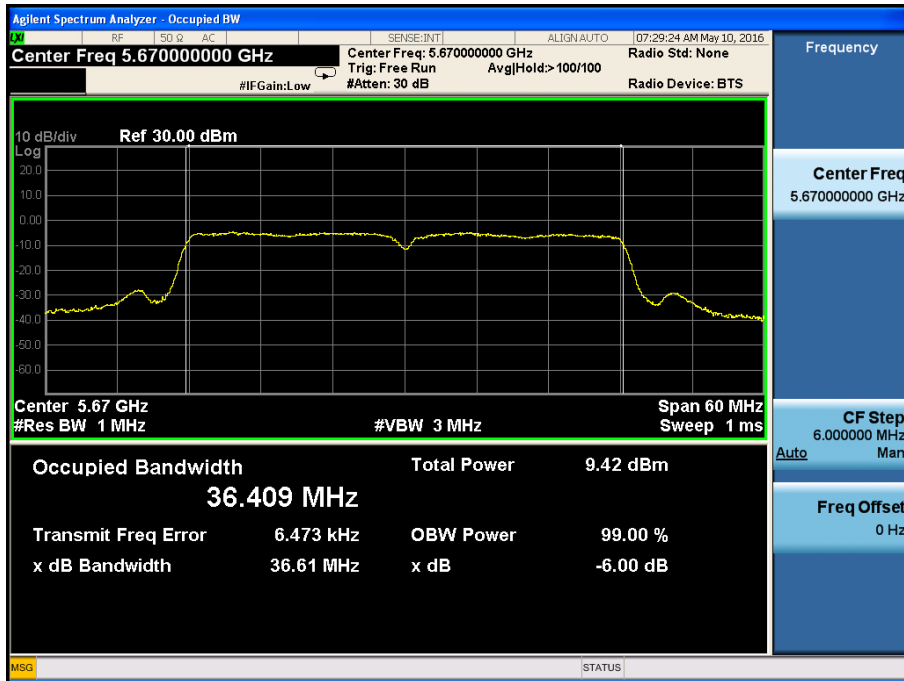 Agilent Spectrum Analyzer - Occupied BW
LXI RF 50 Ω AC SENSE:INT ALIGN AUTO 07:29:24 AM May 10, 2016
Center Freq 5.670000000 GHz
Center Freq: 5.670000000 GHz
Radio Std: None
Trig: Free Run Avg|Hold:>100/100
#IFGain:Low
#Atten: 30 dB
Radio Device: BTS
10 dB/div Ref 30.00 dBm
Log
20.0
10.0
0.00
-10.0
-20.0
-30.0
-40.0
-50.0
-60.0
Center 5.67 GHz Span 60 MHz
#Res BW 1 MHz #VBW 3 MHz Sweep 1 ms
Occupied Bandwidth Total Power 9.42 dBm
36.409 MHz
Transmit Freq Error 6.473 kHz OBW Power 99.00 %
x dB Bandwidth 36.61 MHz x dB -6.00 dB
MSG STATUS
Frequency
Center Freq
5.670000000 GHz
CF Step
6.000000 MHz
Auto Man
Freq Offset
0 Hz